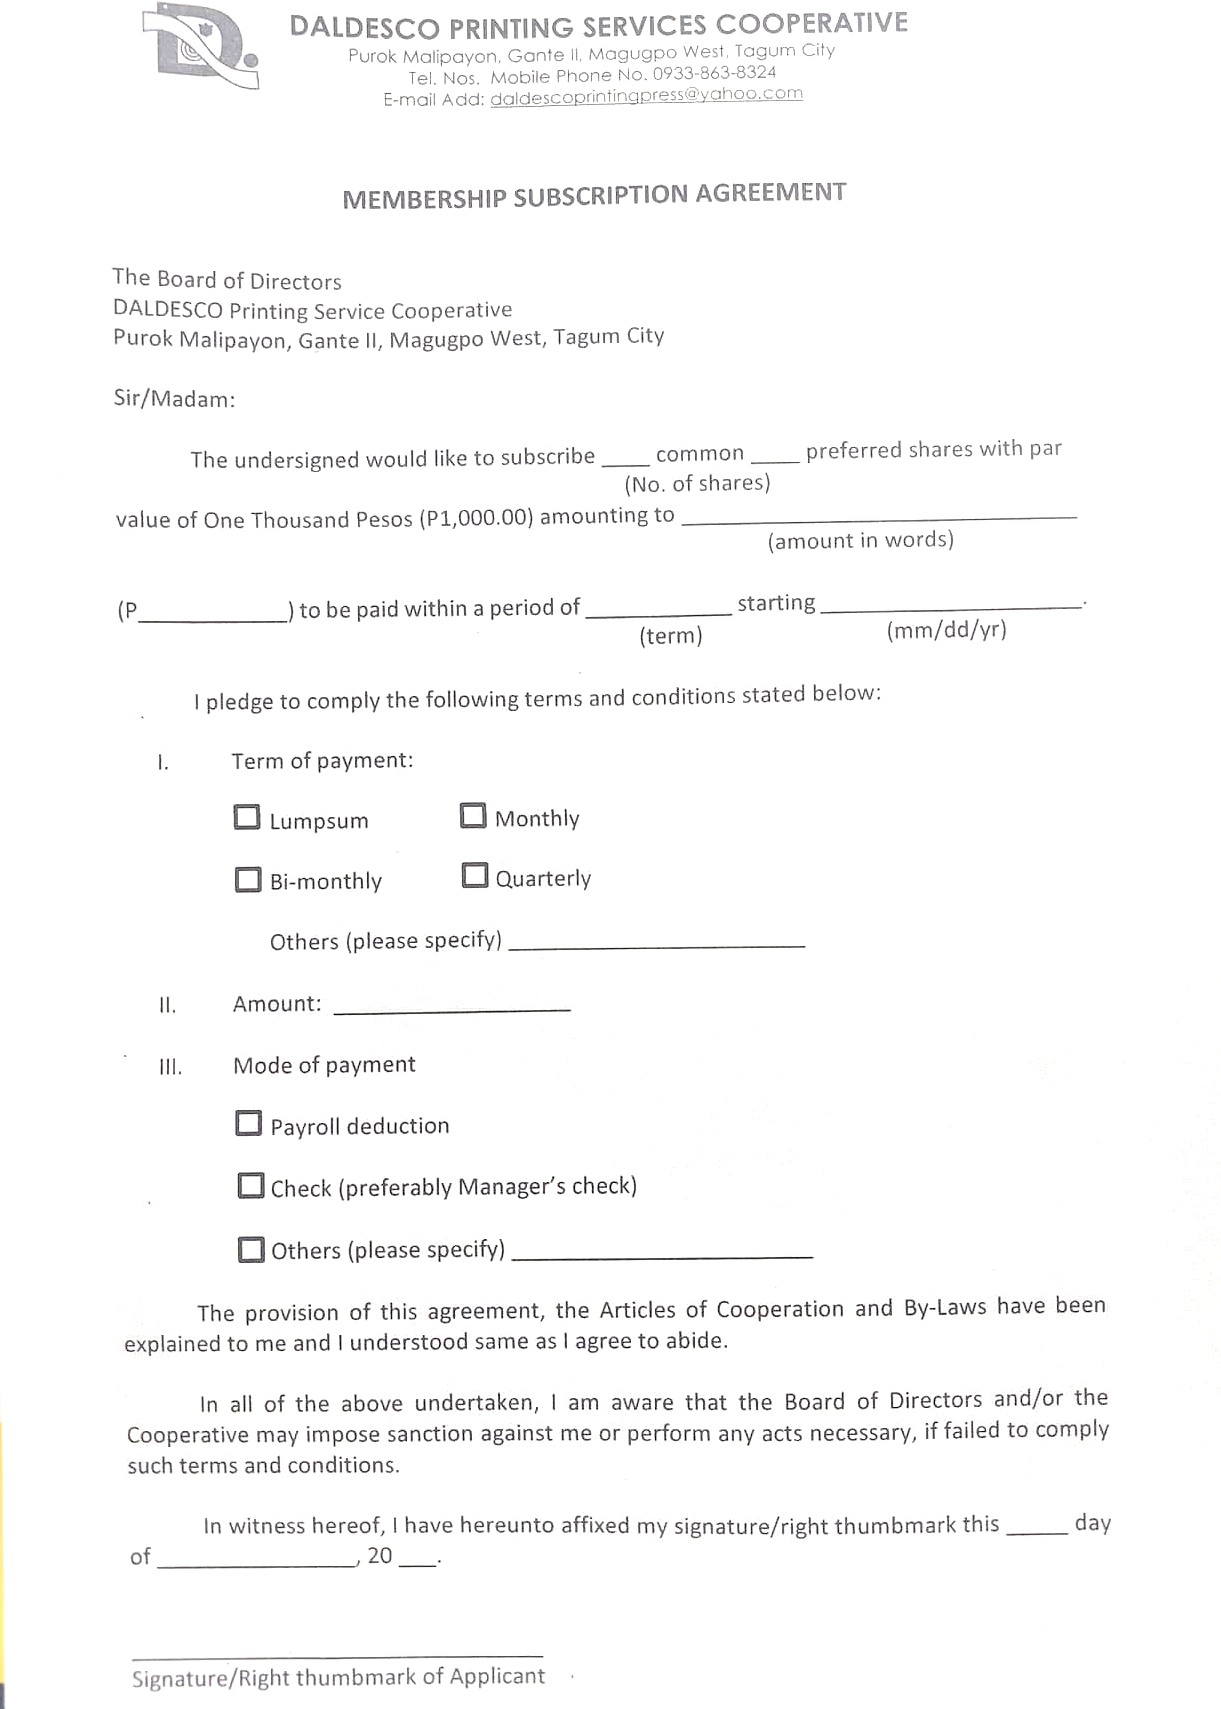 DALDESCO PRINTING SERVICES COOPERATIVE
Purok Malipayon, Gante II, Magugpo West, Tagum City
Tel. Nos. Mobile Phone No. 0933-863-8324
E-mail Add: daldescoprintingpress@yahoo.com
MEMBERSHIP SUBSCRIPTION AGREEMENT
The Board of Directors
DALDESCO Printing Service Cooperative
Purok Malipayon, Gante II, Magugpo West, Tagum City
Sir/Madam:
The undersigned would like to subscribe ____ common ____ preferred shares with par
(No. of shares)
value of One Thousand Pesos (P1,000.00) amounting to ____________________
(amount in words)
(P____________) to be paid within a period of ____________ starting ____________________.
(term) (mm/dd/yr)
I pledge to comply the following terms and conditions stated below:
I. Term of payment:
☐ Lumpsum ☐ Monthly
☐ Bi-monthly ☐ Quarterly
Others (please specify) ____________________
II. Amount: ____________________
III. Mode of payment
☐ Payroll deduction
☐ Check (preferably Manager's check)
☐ Others (please specify) ____________________
The provision of this agreement, the Articles of Cooperation and By-Laws have been
explained to me and I understood same as I agree to abide.
In all of the above undertaken, I am aware that the Board of Directors and/or the
Cooperative may impose sanction against me or perform any acts necessary, if failed to comply
such terms and conditions.
In witness hereof, I have hereunto affixed my signature/right thumbmark this _____ day
of ________________, 20 ___.
Signature/Right thumbmark of Applicant